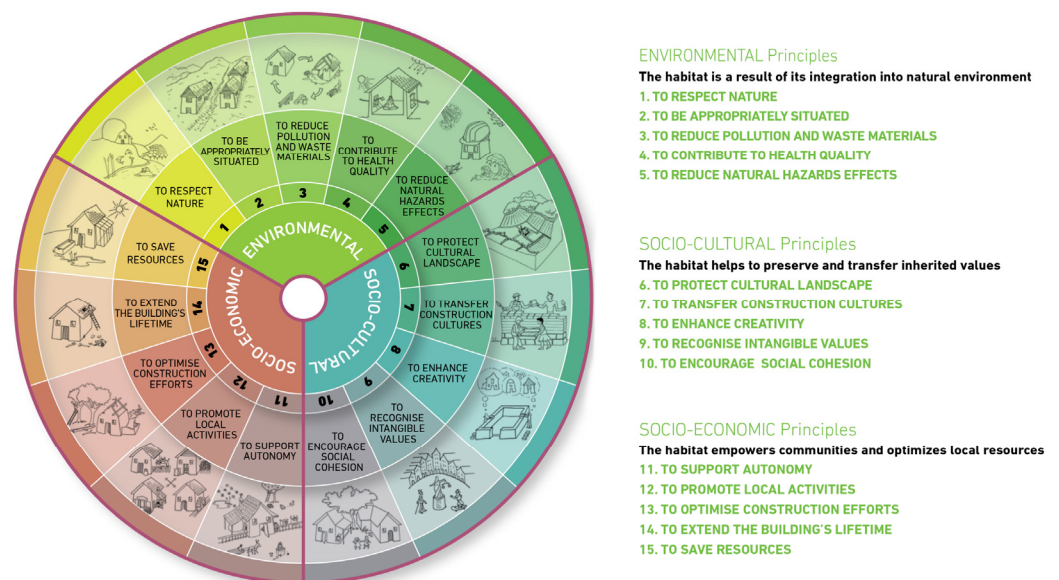 TO RESPECT
NATURE
1
TO BE
APPROPRIATELY
SITUATED
2
TO REDUCE
POLLUTION
AND WASTE
MATERIALS
3
TO
CONTRIBUTE
TO HEALTH
QUALITY
4
TO REDUCE
NATURAL
HAZARDS
EFFECTS
5
TO PROTECT
CULTURAL
LANDSCAPE
6
TO TRANSFER
CONSTRUCTION
CULTURES
7
TO ENHANCE
CREATIVITY
8
TO
RECOGNISE
INTANGIBLE
VALUES
9
TO
ENCOURAGE
SOCIAL
COHESION
10
TO SUPPORT
AUTONOMY
11
TO PROMOTE
LOCAL
ACTIVITIES
12
TO OPTIMISE
CONSTRUCTION
EFFORTS
13
TO EXTEND
THE BUILDING'S
LIFETIME
14
TO SAVE
RESOURCES
15
ENVIRONMENTAL
SOCIO-CULTURAL
SOCIO-ECONOMIC
ENVIRONMENTAL Principles
The habitat is a result of its integration into natural environment
1. TO RESPECT NATURE
2. TO BE APPROPRIATELY SITUATED
3. TO REDUCE POLLUTION AND WASTE MATERIALS
4. TO CONTRIBUTE TO HEALTH QUALITY
5. TO REDUCE NATURAL HAZARDS EFFECTS
SOCIO-CULTURAL Principles
The habitat helps to preserve and transfer inherited values
6. TO PROTECT CULTURAL LANDSCAPE
7. TO TRANSFER CONSTRUCTION CULTURES
8. TO ENHANCE CREATIVITY
9. TO RECOGNISE INTANGIBLE VALUES
10. TO ENCOURAGE SOCIAL COHESION
SOCIO-ECONOMIC Principles
The habitat empowers communities and optimizes local resources
11. TO SUPPORT AUTONOMY
12. TO PROMOTE LOCAL ACTIVITIES
13. TO OPTIMISE CONSTRUCTION EFFORTS
14. TO EXTEND THE BUILDING'S LIFETIME
15. TO SAVE RESOURCES